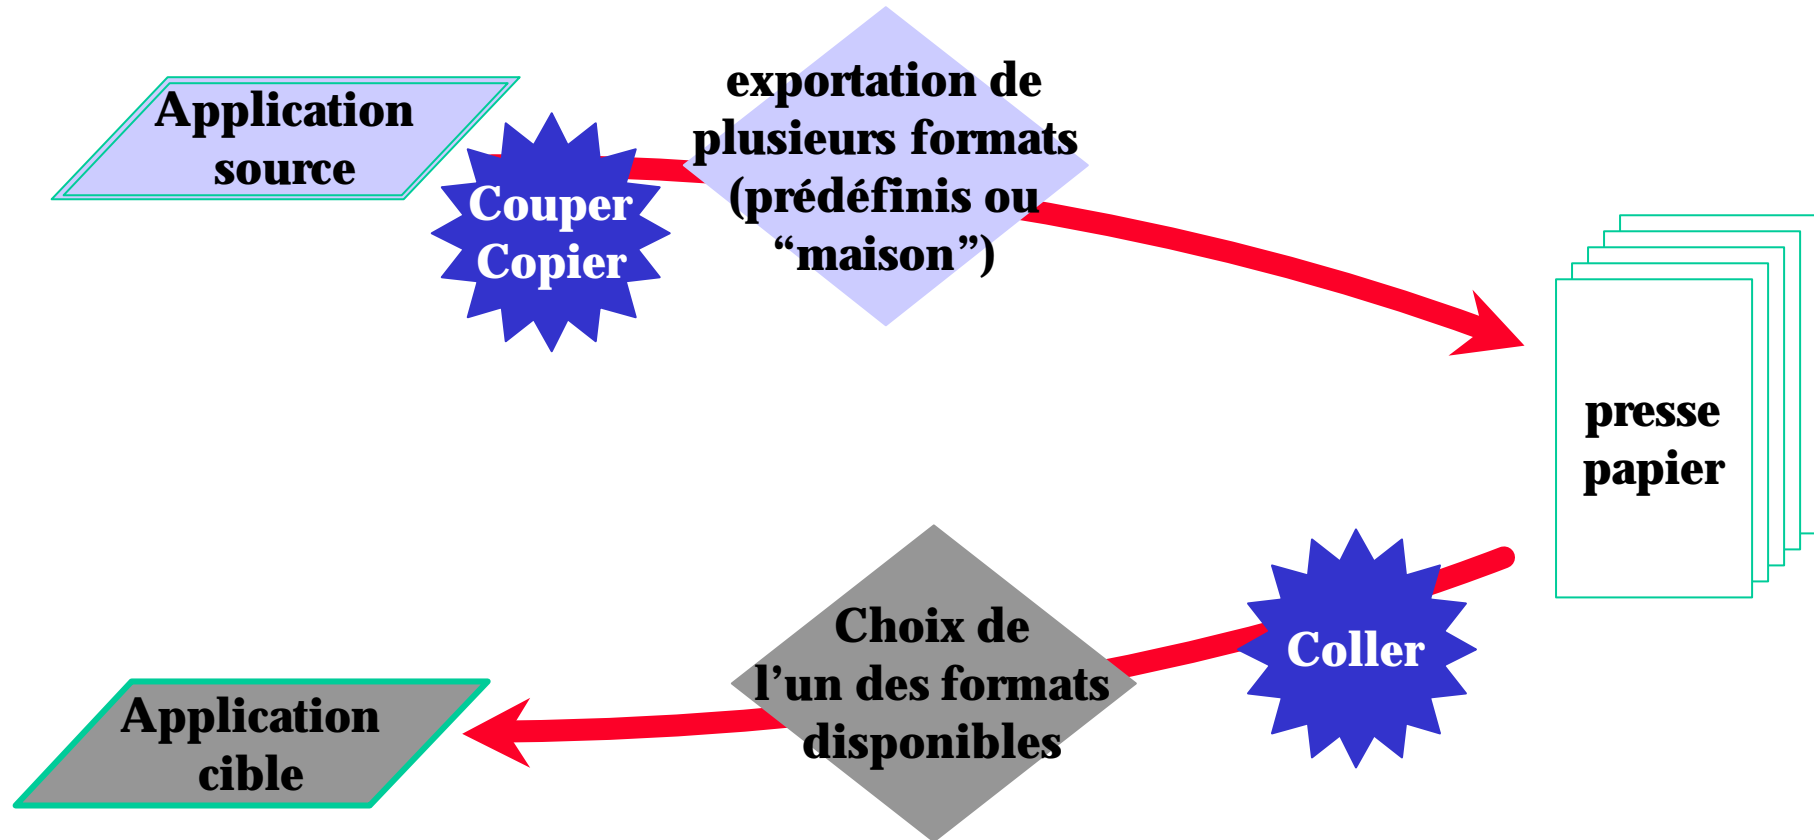 Application
source
Couper
Copier
exportation de
plusieurs formats
(prédéfinis ou
“maison”)
presse
papier
Coller
Choix de
l’un des formats
disponibles
Application
cible